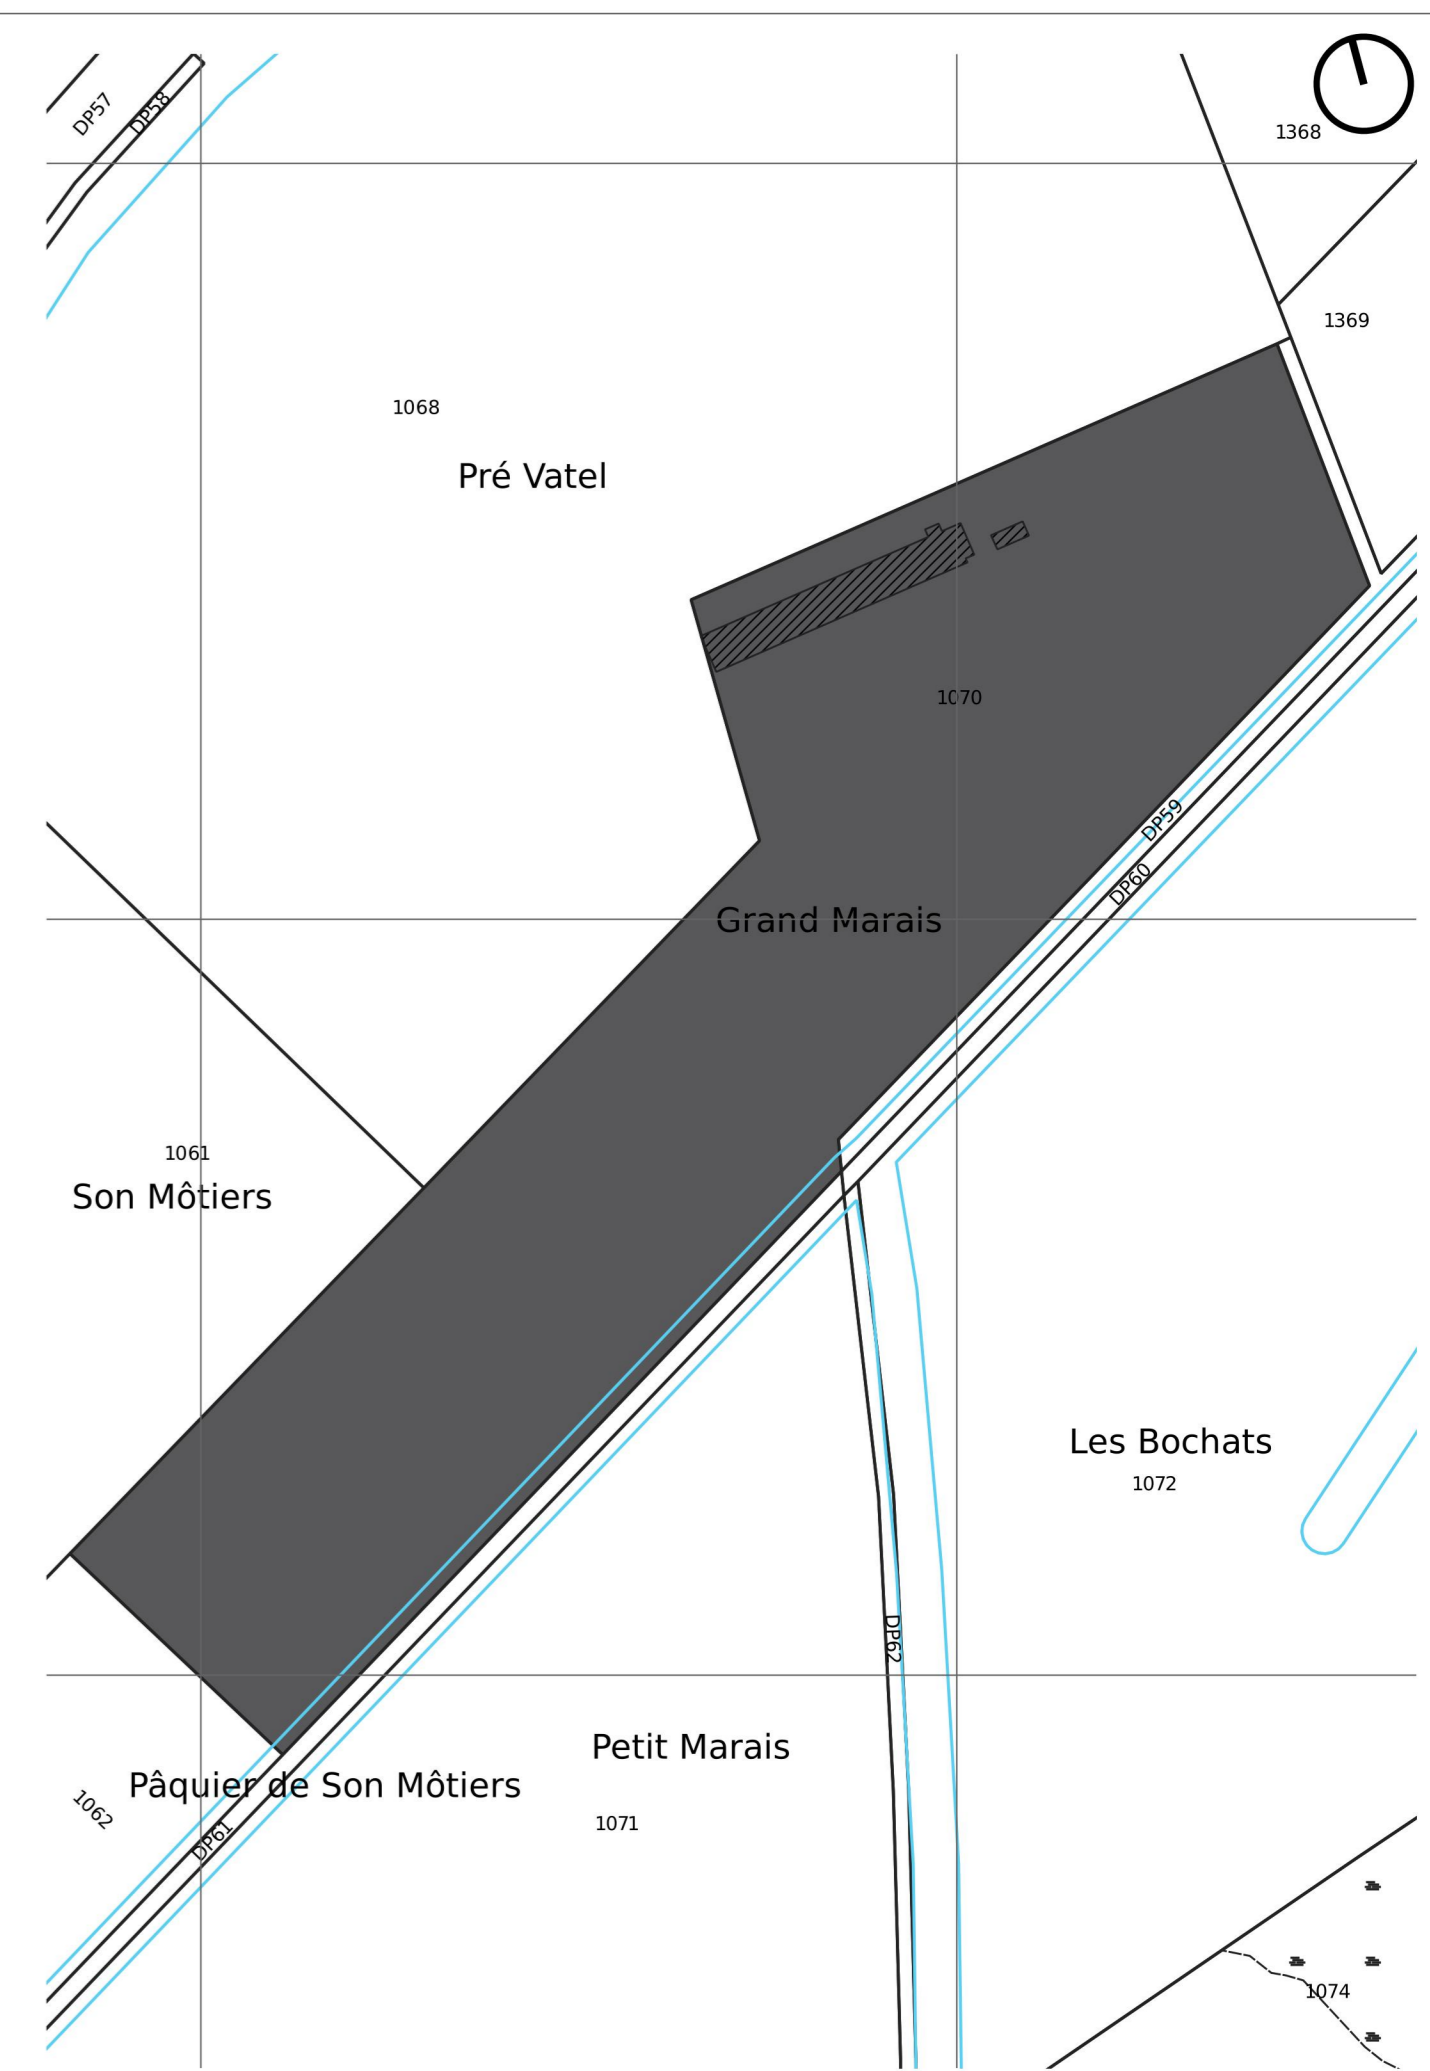 DP57
DP58
1368
1369
1068
Pré Vatel
1070
DP59
DP60
Grand Marais
1061
Son Môtiers
Les Bochats
1072
DP62
Petit Marais
Pâquier de Son Môtiers
1062
1071
DP61
1074